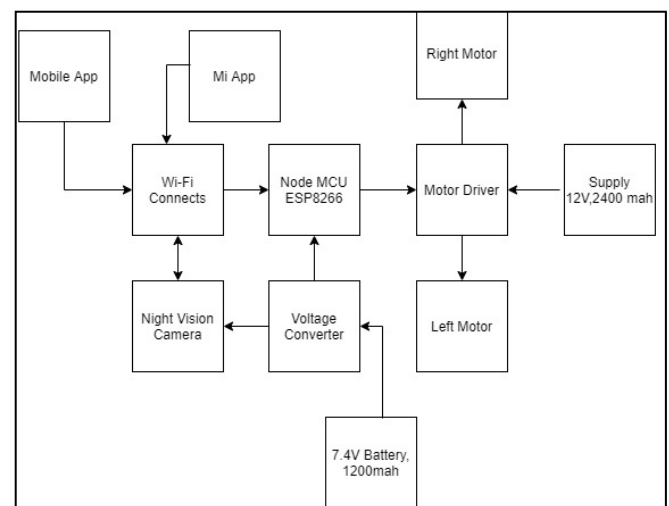 Right Motor
Mobile App
Mi App
Wi-Fi
Connects
Node MCU
ESP8266
Motor Driver
Supply
12V,2400 mah
Night Vision
Camera
Voltage
Converter
Left Motor
7.4V Battery,
1200mah